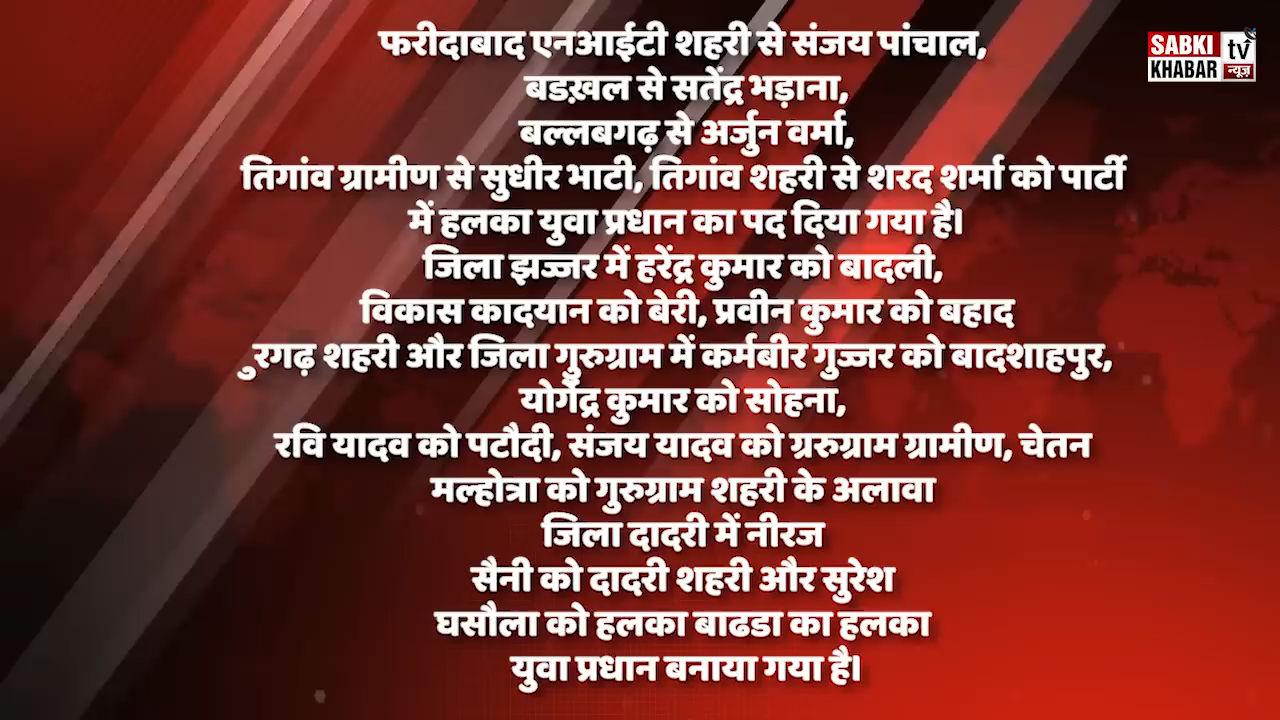 फरीदाबाद एनआईटी शहरी से संजय पांचाल,
बडख़ल से सतेंद्र भड़ाना,
बल्लबगढ़ से अर्जुन वर्मा,
तिगांव ग्रामीण से सुधीर भाटी, तिगांव शहरी से शरद शर्मा को पार्टी
में हलका युवा प्रधान का पद दिया गया है।
जिला झज्जर में हरेंद्र कुमार को बादली,
विकास कादयान को बेरी, प्रवीन कुमार को बहाद
ुरगढ़ शहरी और जिला गुरुग्राम में कर्मबीर गुज्जर को बादशाहपुर,
योगेंद्र कुमार को सोहना,
रवि यादव को पटौदी, संजय यादव को ग्ररुग्राम ग्रामीण, चेतन
मल्होत्रा को गुरुग्राम शहरी के अलावा
जिला दादरी में नीरज
सैनी को दादरी शहरी और सुरेश
घसौला को हलका बाढडा का हलका
युवा प्रधान बनाया गया है।
SABKI
KHABAR
tv
न्यूज़